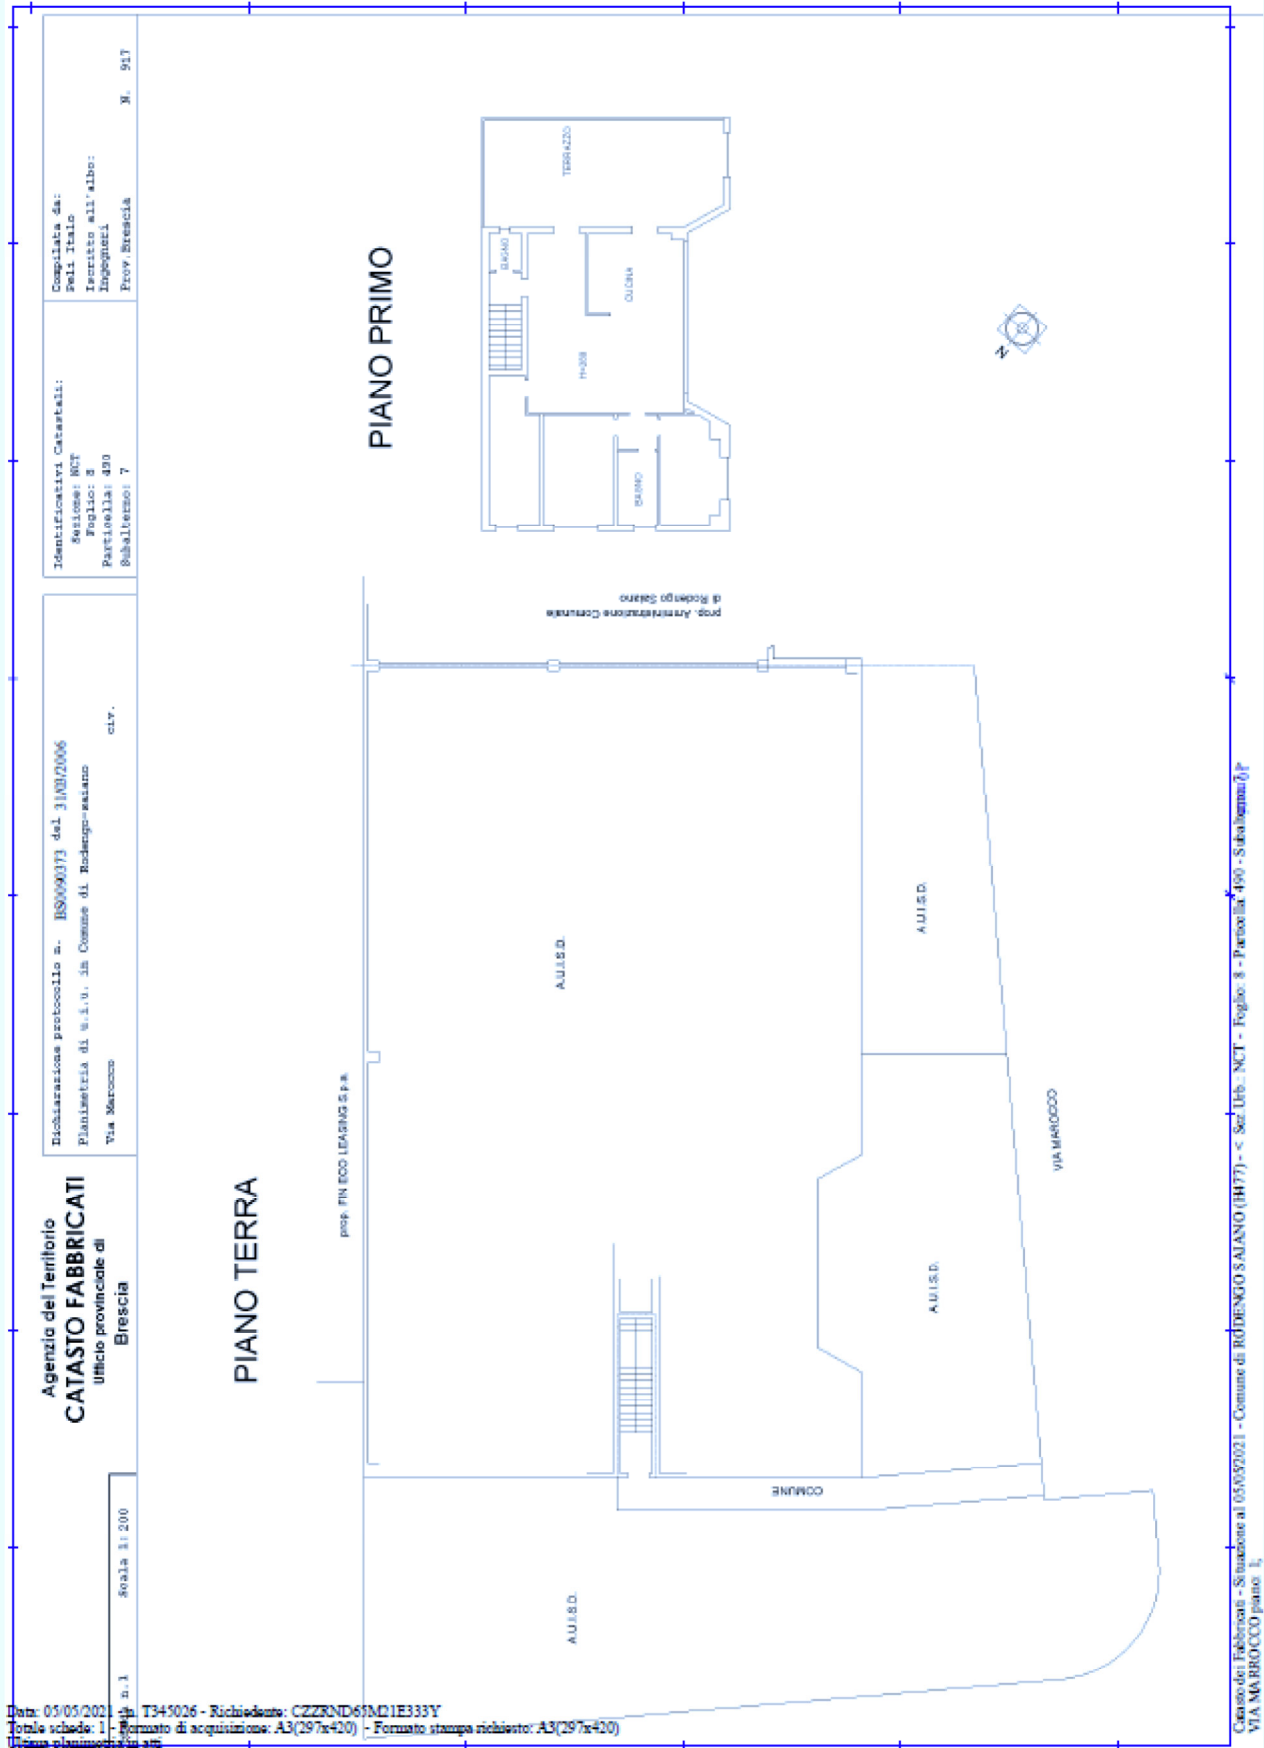 Agenzia del Territorio
CATASTO FABBRICATI
Ufficio provinciale di
Brescia
Dichiarazione protocollo n. BS0090373 del 31/03/2006
Planimetria di u.i.u. in Comune di Rodengo-saiano
Via Marocco civ.
Identificativi Catastali:
Sezione: NCT
Foglio: 8
Particella: 490
Subalterno: 7
Compilata da:
Peli Italo
Iscritto all'albo:
Ingegneri
Prov. Brescia N. 917
n.1 Scala 1:200
PIANO TERRA
PIANO PRIMO
prop. FIN ECO LEASING S.p.a.
prop. Amministrazione Comunale
di Rodengo Saiano
TERRAZZO
BAGNO
CUCINA
BAGNO
A.U.I.S.D.
A.U.I.S.D.
A.U.I.S.D.
A.U.I.S.D.
COMUNE
VIA MAROCCO
N
Data: 05/05/2021 - n. T345026 - Richiedente: CZZRND65M21E333Y
Totale schede: 1 - Formato di acquisizione: A3(297x420) - Formato stampa richiesto: A3(297x420)
Ultima planimetria in atti
Catasto dei Fabbricati - Situazione al 05/05/2021 - Comune di RODENGO SAIANO (H477) - < Sez. Urb.: NCT - Foglio: 8 - Particella: 490 - Subalterno: 7
VIA MARROCCO piano: 1;